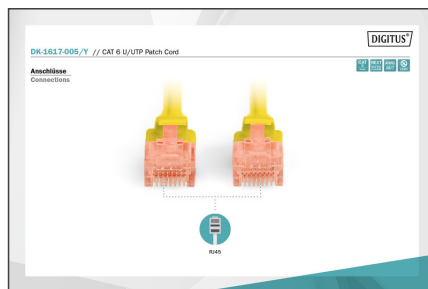 DIGITUS®
DK-1617-005/Y // CAT 6 U/UTP Patch Cord
Anschlüsse
Connections
RJ45